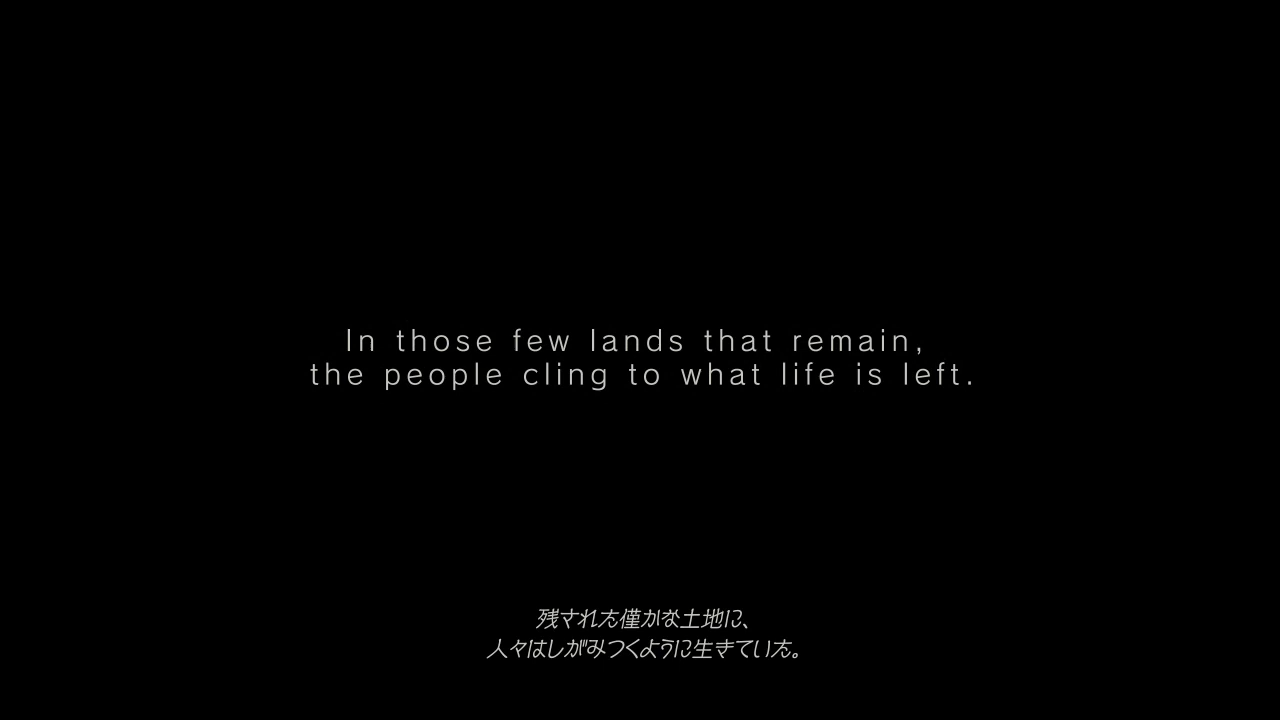 In those few lands that remain,
the people cling to what life is left.
残された僅かな土地に、
人々はしがみつくように生きていた。